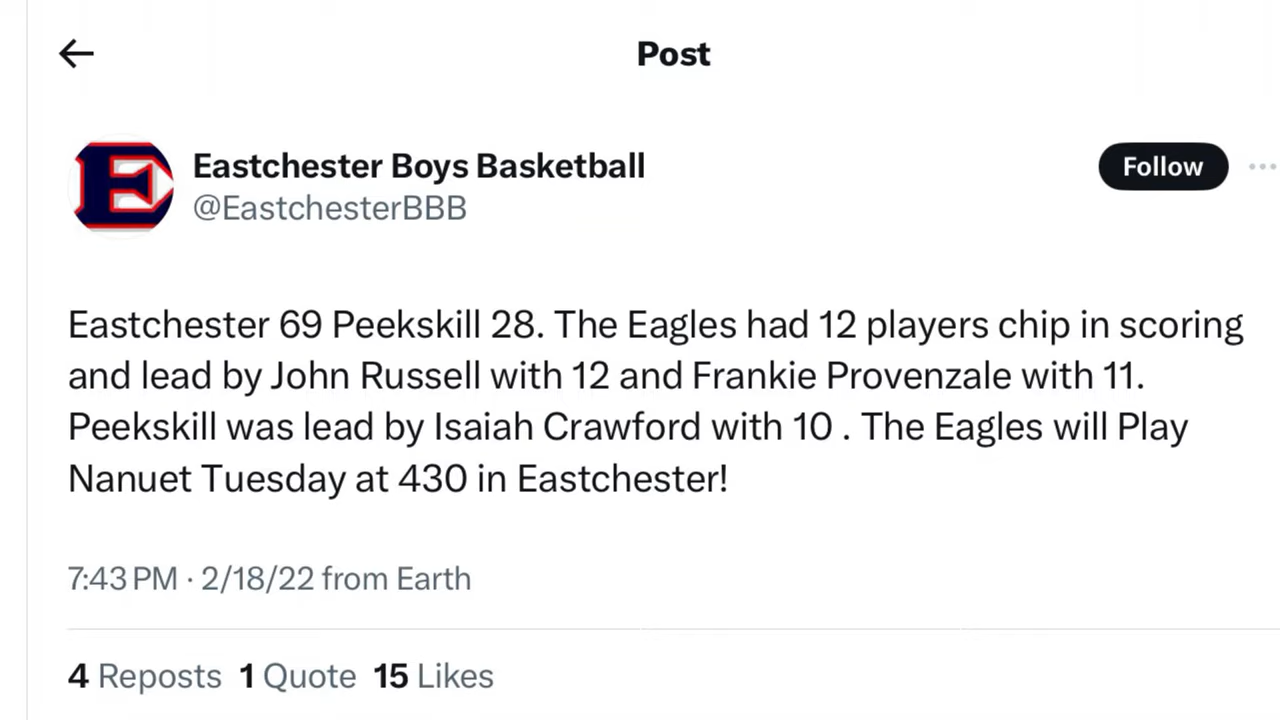 Post
Eastchester Boys Basketball
@EastchesterBBB
Follow
Eastchester 69 Peekskill 28. The Eagles had 12 players chip in scoring
and lead by John Russell with 12 and Frankie Provenzale with 11.
Peekskill was lead by Isaiah Crawford with 10 . The Eagles will Play
Nanuet Tuesday at 430 in Eastchester!
7:43 PM · 2/18/22 from Earth
4 Reposts 1 Quote 15 Likes